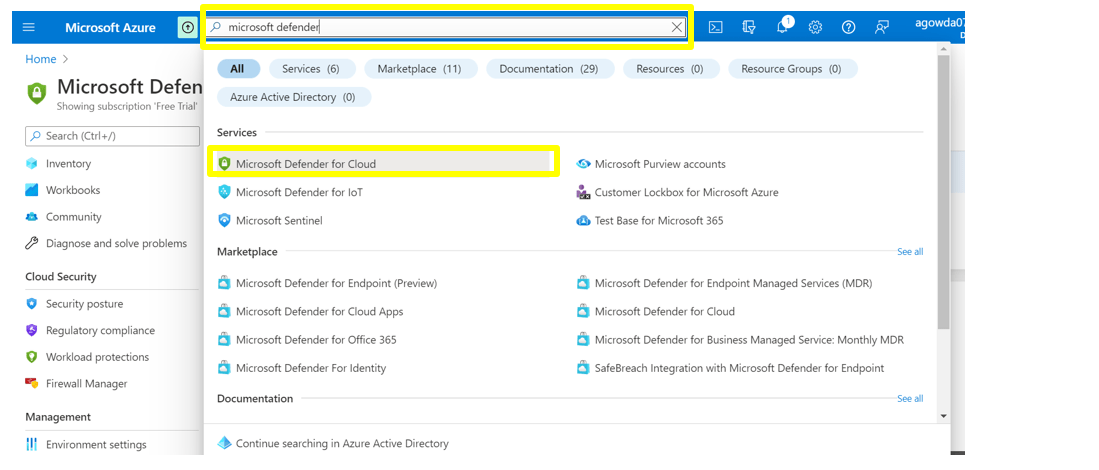 Microsoft Azure
microsoft defender
1
agowda07
D
Home
Microsoft Defen
Showing subscription 'Free Trial'
Search (Ctrl+/)
Inventory
Workbooks
Community
Diagnose and solve problems
Cloud Security
Security posture
Regulatory compliance
Workload protections
Firewall Manager
Management
Environment settings
All
Services (6)
Marketplace (11)
Documentation (29)
Resources (0)
Resource Groups (0)
Azure Active Directory (0)
Services
Microsoft Defender for Cloud
Microsoft Purview accounts
Microsoft Defender for IoT
Customer Lockbox for Microsoft Azure
Microsoft Sentinel
Test Base for Microsoft 365
Marketplace
See all
Microsoft Defender for Endpoint (Preview)
Microsoft Defender for Endpoint Managed Services (MDR)
Microsoft Defender for Cloud Apps
Microsoft Defender for Cloud
Microsoft Defender for Office 365
Microsoft Defender for Business Managed Service: Monthly MDR
Microsoft Defender For Identity
SafeBreach Integration with Microsoft Defender for Endpoint
Documentation
See all
Continue searching in Azure Active Directory